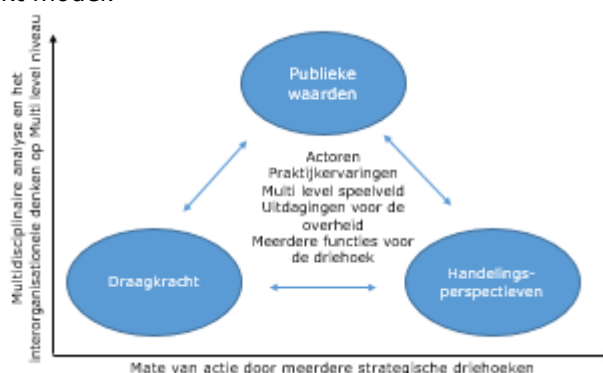 Multidisciplinaire analyse en het
interorganisationele denken op Multi level niveau
Publieke
waarden
Actoren
Praktijkervaringen
Multi level speelveld
Uitdagingen voor de
overheid
Meerdere functies voor
de driehoek
Draagkracht
Handelings-
perspectieven
Mate van actie door meerdere strategische driehoeken